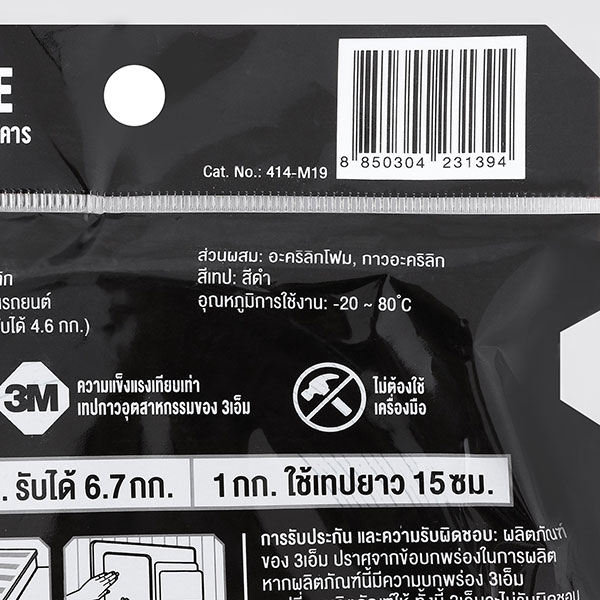 E
คาร
8 850304 231394
Cat. No.: 414-M19
ส่วนผสม: อะคริลิกโฟม, กาวอะคริลิก
สีเทป: สีดำ
อุณหภูมิการใช้งาน: -20 ~ 80°C
ลิก
รถยนต์
รับได้ 4.6 กก.)
3M
ความแข็งแรงเทียบเท่า
เทปกาวอุตสาหกรรมของ 3เอ็ม
ไม่ต้องใช้
เครื่องมือ
. รับได้ 6.7 กก.
1 กก. ใช้เทปยาว 15 ซม.
การรับประกัน และความรับผิดชอบ: ผลิตภัณฑ์
ของ 3เอ็ม ปราศจากข้อบกพร่องในการผลิต
หากผลิตภัณฑ์นี้มีความบกพร่อง 3เอ็ม